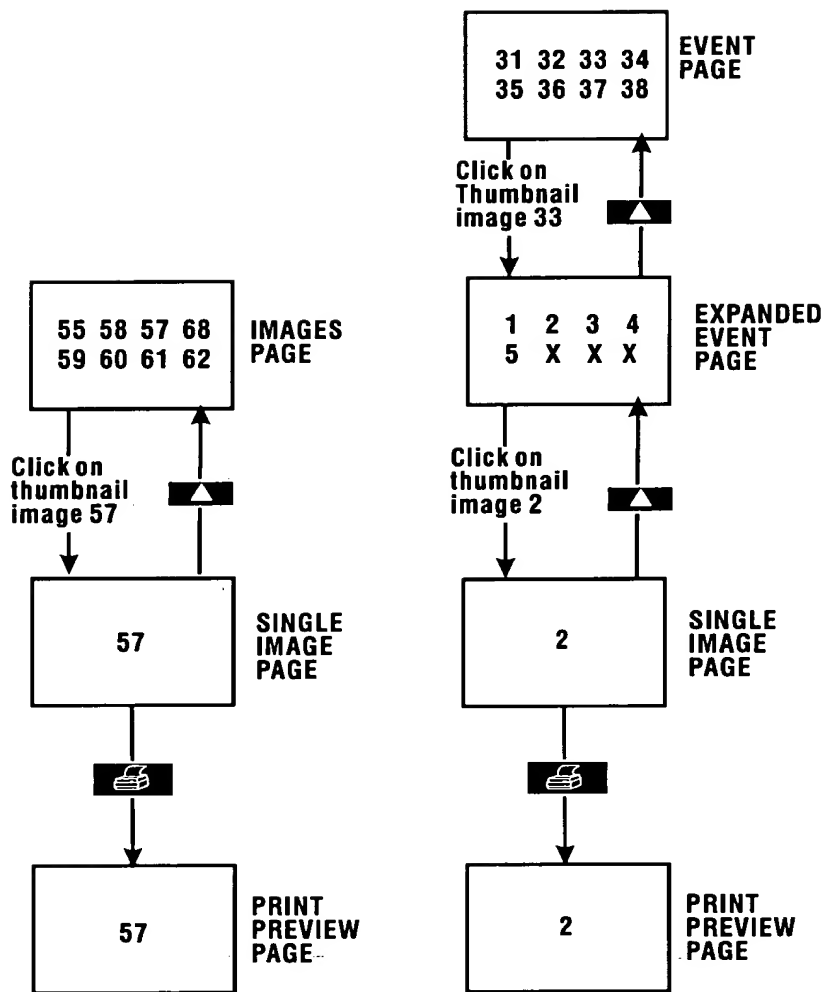 31 32 33 34
35 36 37 38
EVENT
PAGE
Click on
Thumbnail
image 33
1 2 3 4
5 X X X
EXPANDED
EVENT
PAGE
Click on
thumbnail
image 2
2
SINGLE
IMAGE
PAGE
2
PRINT
PREVIEW
PAGE
55 58 57 68
59 60 61 62
IMAGES
PAGE
Click on
thumbnail
image 57
57
SINGLE
IMAGE
PAGE
57
PRINT
PREVIEW
PAGE